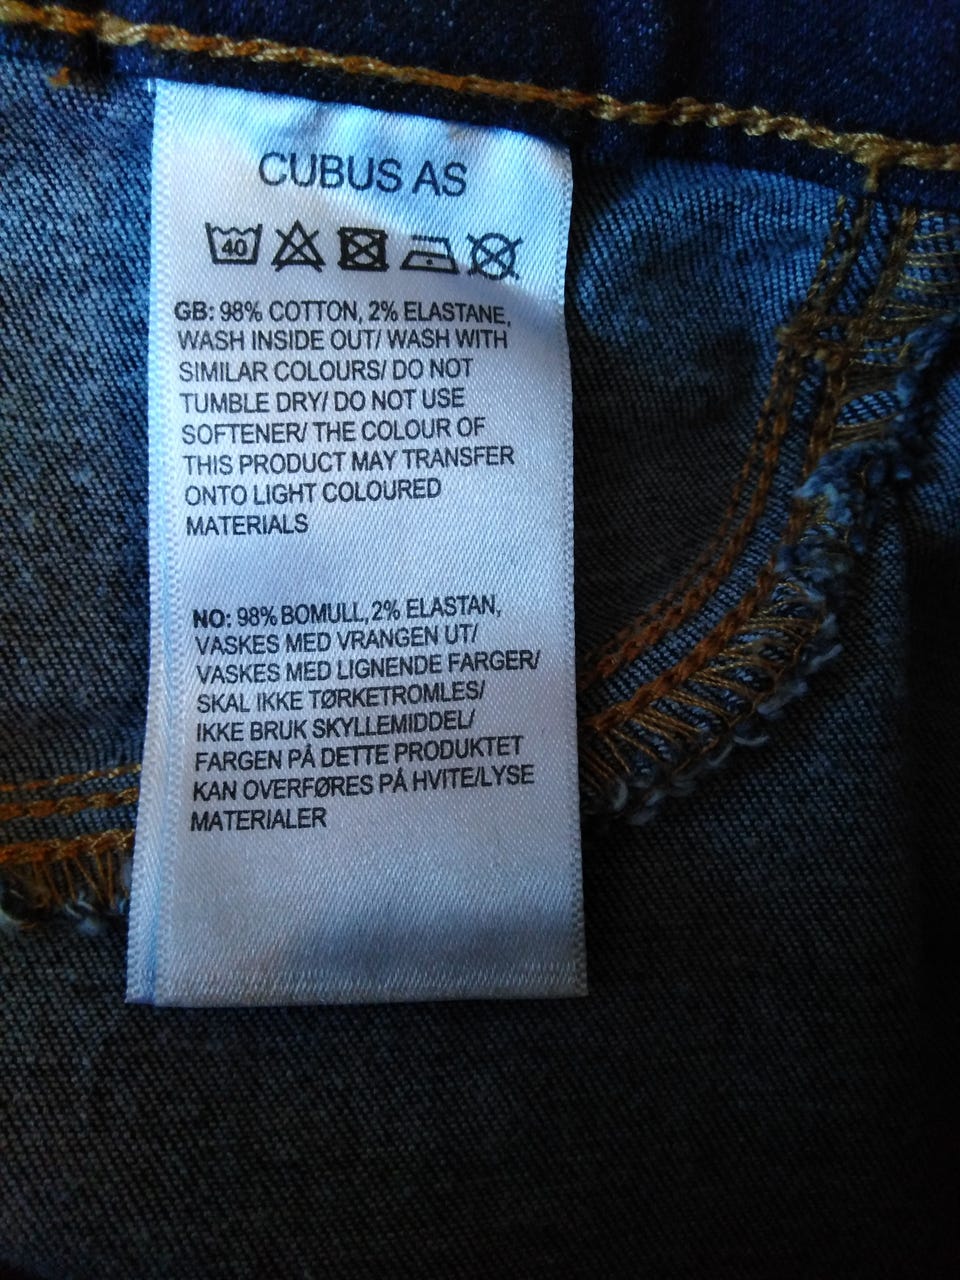 CUBUS AS
40
GB: 98% COTTON, 2% ELASTANE,
WASH INSIDE OUT/ WASH WITH
SIMILAR COLOURS/ DO NOT
TUMBLE DRY/ DO NOT USE
SOFTENER/ THE COLOUR OF
THIS PRODUCT MAY TRANSFER
ONTO LIGHT COLOURED
MATERIALS
NO: 98% BOMULL, 2% ELASTAN,
VASKES MED VRANGEN UT/
VASKES MED LIGNENDE FARGER/
SKAL IKKE TØRKETROMLES/
IKKE BRUK SKYLLEMIDDEL/
FARGEN PÅ DETTE PRODUKTET
KAN OVERFØRES PÅ HVITE/LYSE
MATERIALER